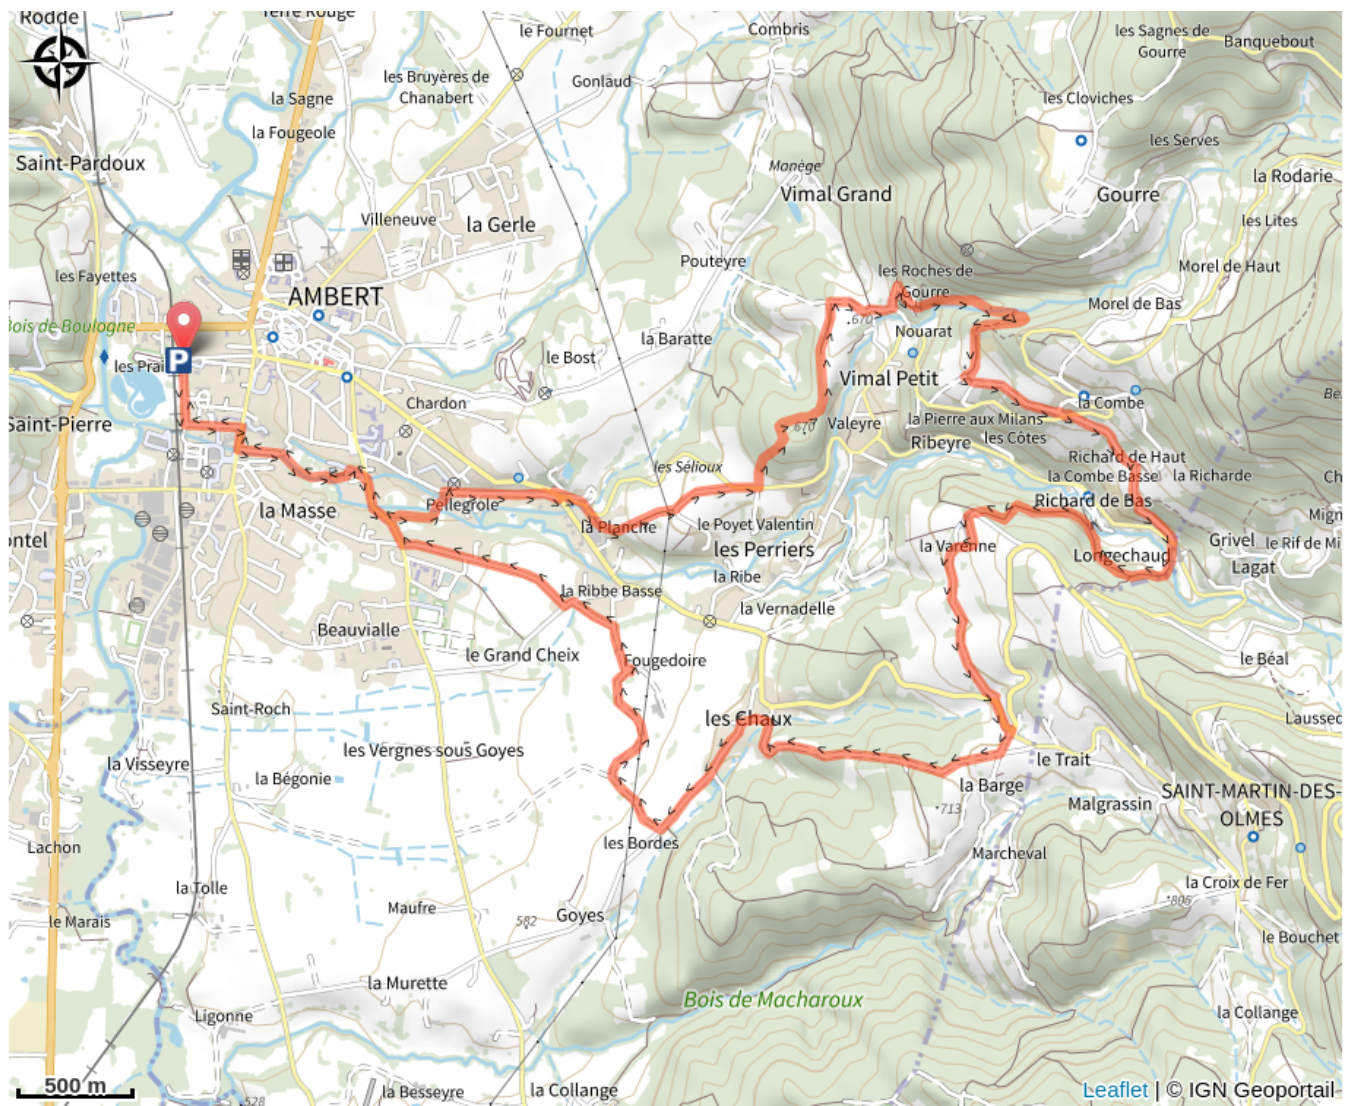 Rodde
Terre Rouge
le Fournet
Combris
les Sagnes de
Gourre
Banquebout
les Bruyères de
Chanabert
Gonlaud
la Sagne
les Cloviches
la Fougeole
les Serves
Saint-Pardoux
Manège
Vimal Grand
Gourre
la Rodarie
Villeneuve
la Gerle
les Lites
Pouteyre
les Fayettes
les Roches de
Gourre
Morel de Haut
AMBERT
Morel de Bas
Bois de Boulogne
670
Nouarat
la Baratte
le Bost
P
les Prai
Vimal Petit
Chardon
la Combe
Saint-Pierre
670
Valeyre
la Pierre aux Milans
les Côtes
Ribeyre
Richard de Haut
les Sélioux
la Combe Basse
la Richarde
Pellegrole
Richard de Bas
la Masse
la Planche
le Poyet Valentin
les Perriers
la Varenne
Longechaud
Grivel
le Rif de Mi
Lagat
la Ribe
la Ribbe Basse
la Vernadelle
Beauvialle
le Grand Cheix
Fougedoire
le Béal
Saint-Roch
les Chaux
les Vergnes sous Goyes
la Visseyre
la Bégonie
le Trait
la Barge
SAINT-MARTIN-DES-
OLMES
713
Malgrassin
les Bordes
Lachon
Marcheval
la Tolle
la Croix de Fer
le Marais
Maufre
582
Goyes
806
le Bouchet
la Murette
Bois de Macharoux
Ligonne
la Collange
500 m
528
la Besseyre
la Collange
Leaflet | © IGN Geoportail